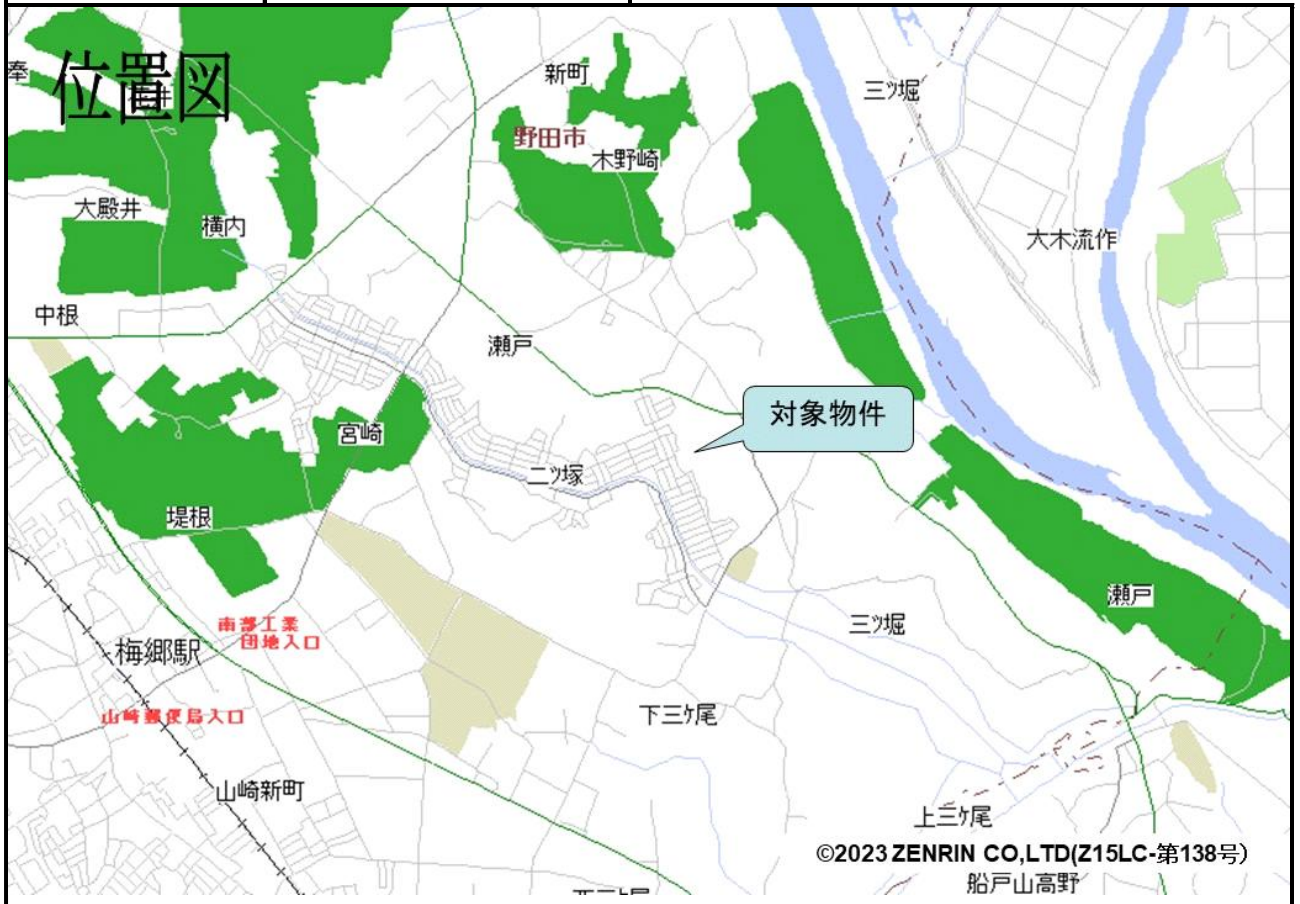 位置図
奉
新町
三ツ堀
野田市
木野崎
大殿井
横内
大木流作
中根
瀬戸
対象物件
宮崎
二ツ塚
堤根
瀬戸
南部工業
団地入口
三ツ堀
梅郷駅
山崎郵便局入口
下三ケ尾
山崎新町
上三ケ尾
©2023 ZENRIN CO,LTD(Z15LC-第138号)
船戸山高野